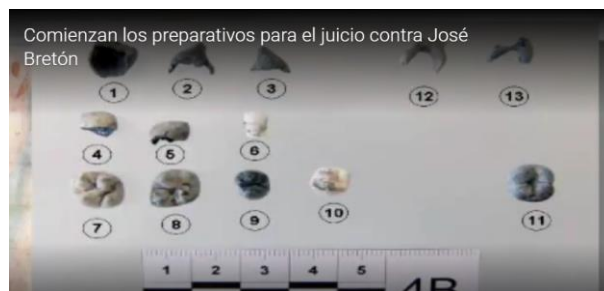 Comienzan los preparativos para el juicio contra José
Bretón
1 2 3 12 13
4 5 6
7 8 9 10 11
1 2 3 4 5
4B